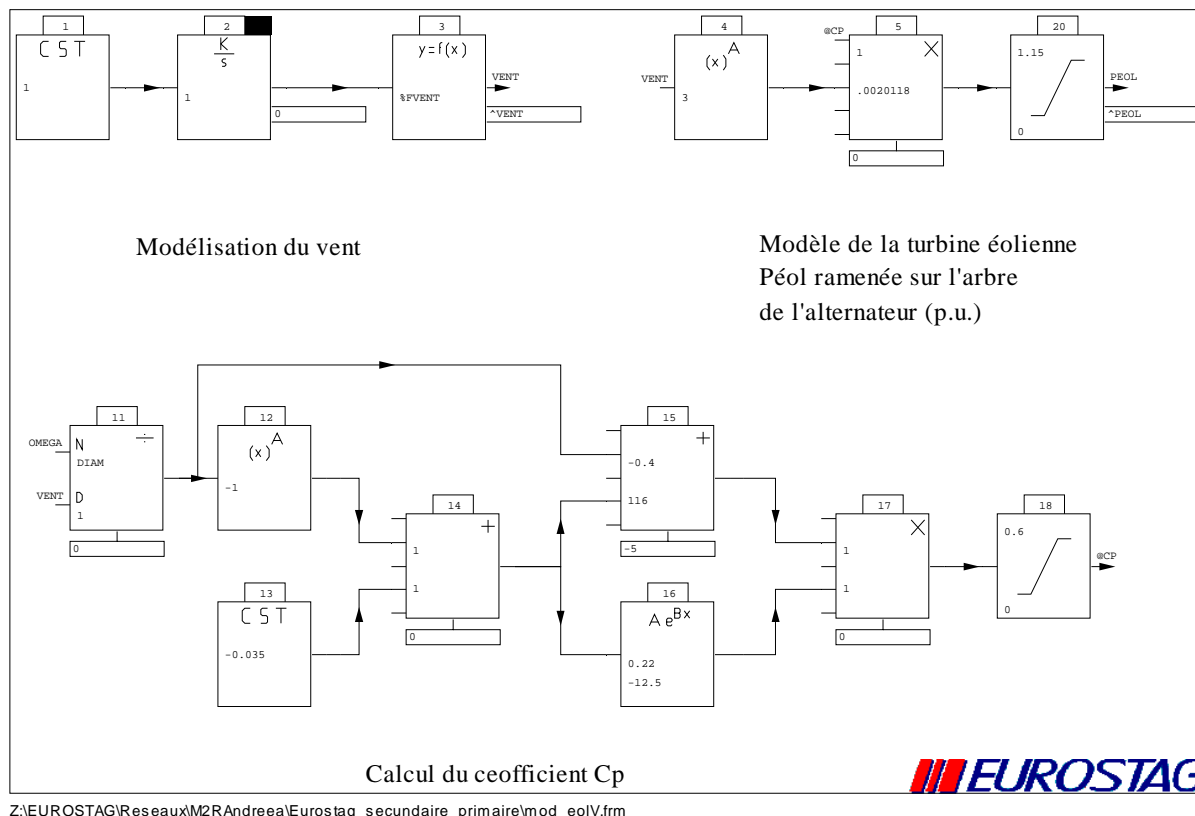 1
CST
1
2
K
s
1
0
3
y=f(x)
%FVENT
VENT
^VENT
4
(x)^A
VENT
3
5
@CP
1
X
.0020118
0
20
1.15
0
PEOL
^PEOL
Modélisation du vent
Modèle de la turbine éolienne
Péol ramenée sur l'arbre
de l'alternateur (p.u.)
11
OMEGA
N
÷
DIAM
VENT
D
1
0
12
(x)^A
-1
13
CST
-0.035
14
+
1
1
0
15
+
-0.4
116
-5
16
A e^Bx
0.22
-12.5
17
X
1
1
0
18
0.6
0
@CP
Calcul du ceofficient Cp
EUROSTAG
Z:\EUROSTAG\Reseaux\M2RAndreea\Eurostag_secundaire_primaire\mod_eolV.frm